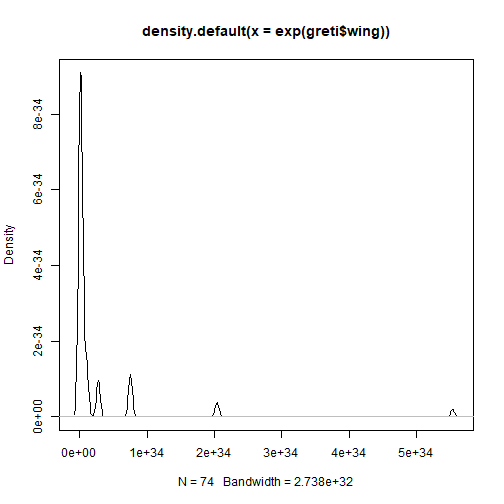 density.default(x = exp(greti$wing))
Density
0e+00
2e-34
4e-34
6e-34
8e-34
0e+00 1e+34 2e+34 3e+34 4e+34 5e+34
N = 74 Bandwidth = 2.738e+32